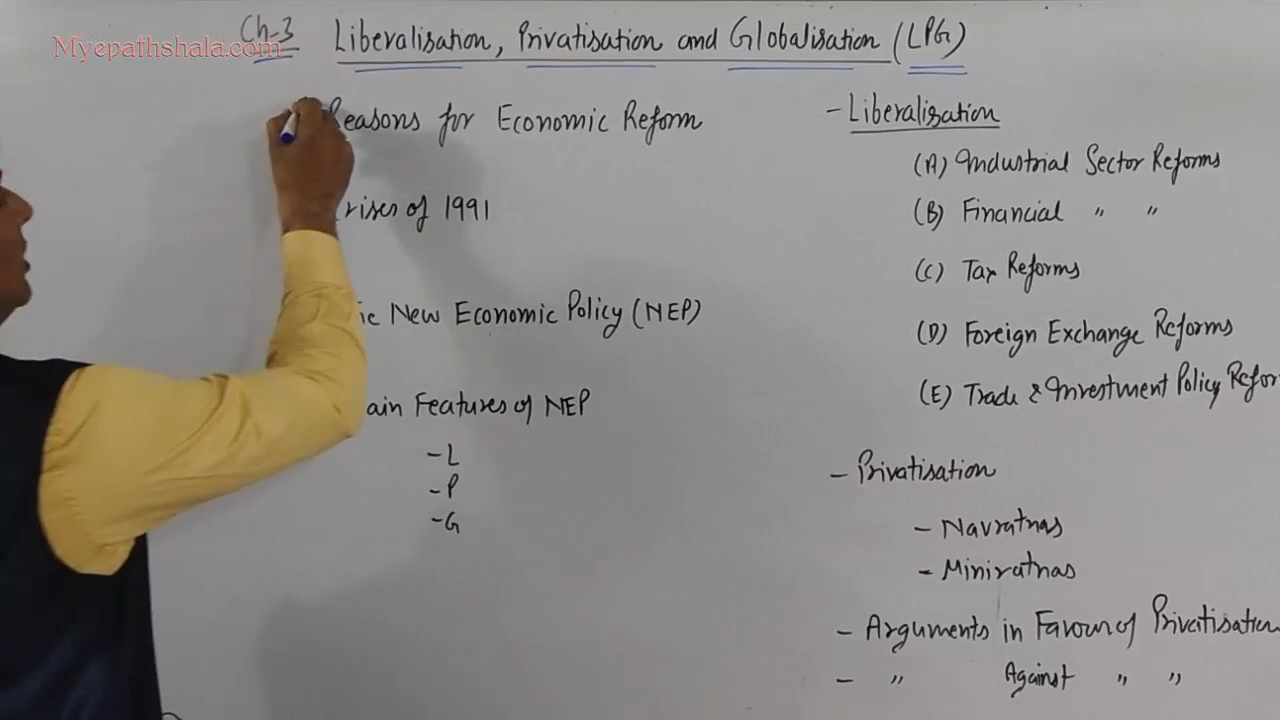 Myepathshala.com
Ch-3 Liberalisation, Privatisation and Globalisation (LPG)
Reasons for Economic Reform
rises of 1991
ic New Economic Policy (NEP)
ain Features of NEP
- L
- P
- G
- Liberalisation
(A) Industrial Sector Reforms
(B) Financial " "
(C) Tax Reforms
(D) Foreign Exchange Reforms
(E) Trade & Investment Policy Refor
- Privatisation
- Navratnas
- Miniratnas
- Arguments in Favour of Privatisation
- " Against " "